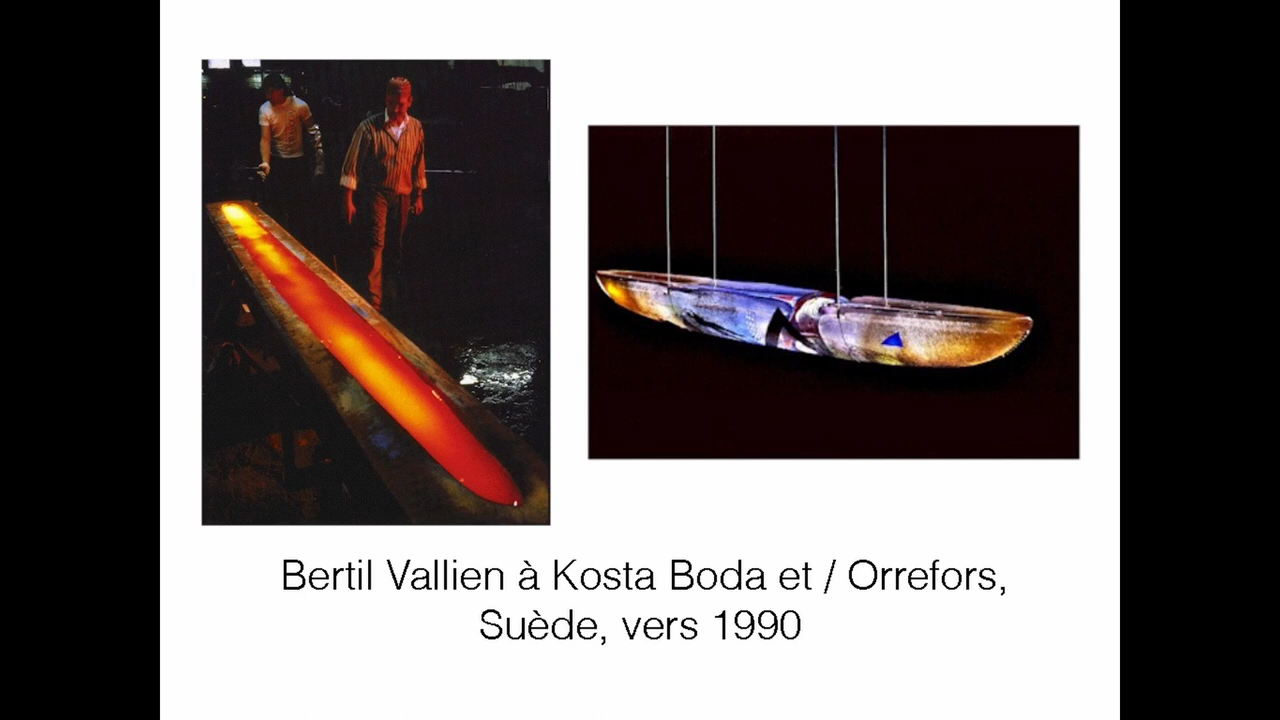 Bertil Vallien à Kosta Boda et / Orrefors,
Suède, vers 1990